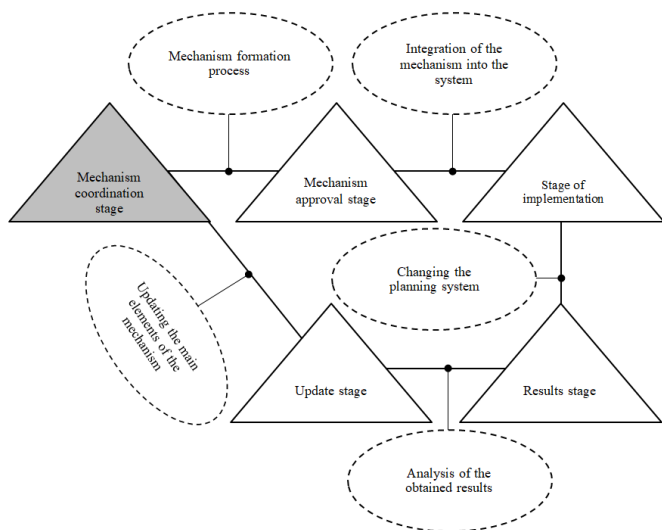 Mechanism formation
process
Integration of the
mechanism into the
system
Mechanism
coordination
stage
Mechanism
approval stage
Stage of
implementation
Changing the
planning system
Updating the main
elements of the
mechanism
Update stage
Results stage
Analysis of the
obtained results